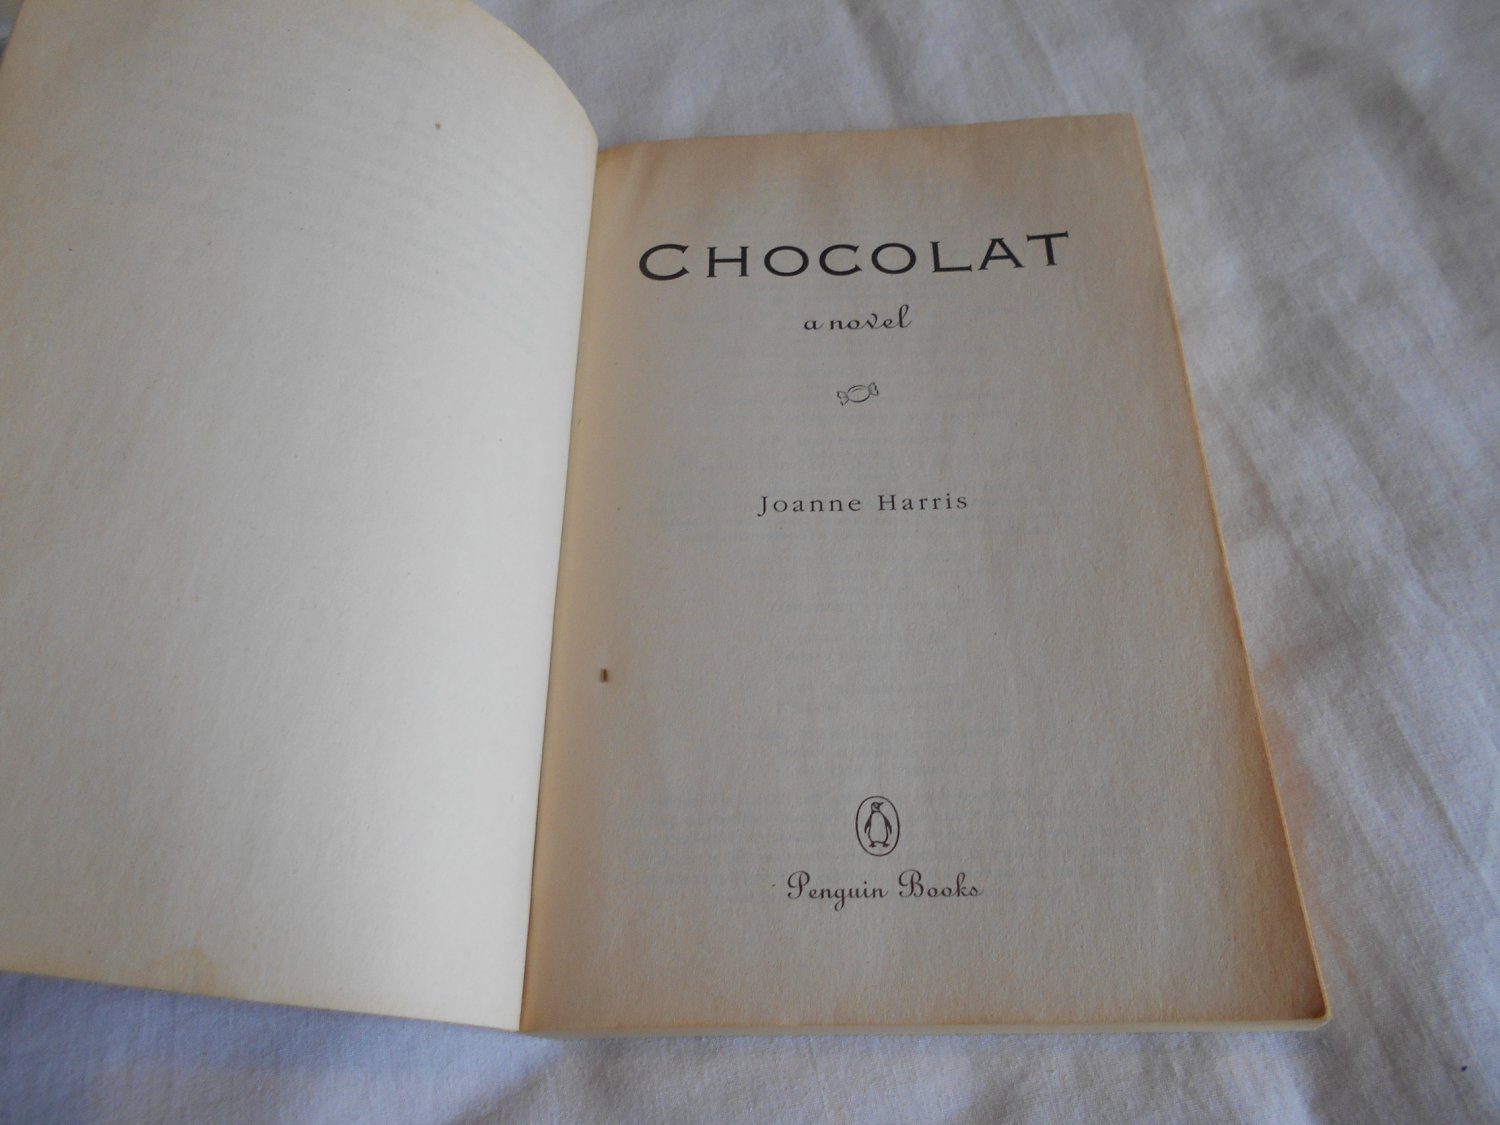 CHOCOLAT
a novel
Joanne Harris
Penguin Books